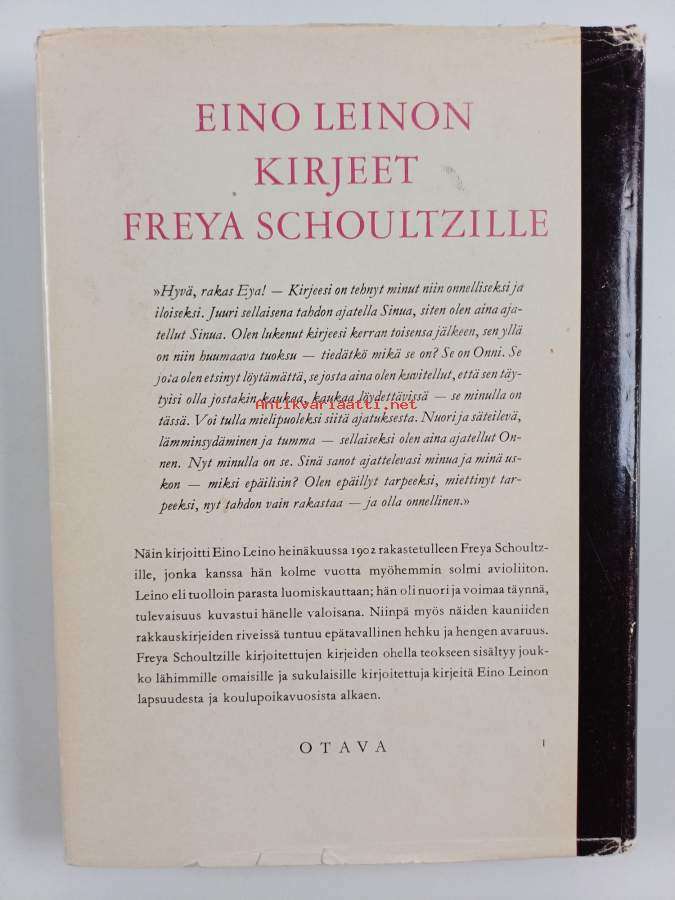 EINO LEINON
KIRJEET
FREYA SCHOULTZILLE
»Hyvä, rakas Eya! — Kirjeesi on tehnyt minut niin onnelliseksi ja
iloiseksi. Juuri sellaisena tahdon ajatella Sinua, siten olen aina aja-
tellut Sinua. Olen lukenut kirjeesi kerran toisensa jälkeen, sen yllä
on niin huumaava tuoksu — tiedätkö mikä se on? Se on Onni. Se
jota olen etsinyt löytämättä, se josta aina olen kuvitellut, että sen täy-
tyisi olla jostakin kaukaa, kaukaa löydettävissä — se minulla on
Antikvariaatti.net
tässä. Voi tulla mielipuoleksi siitä ajatuksesta. Nuori ja säteilevä,
lämminsydäminen ja tumma — sellaiseksi olen aina ajatellut On-
nen. Nyt minulla on se. Sinä sanot ajattelevasi minua ja minä us-
kon — miksi epäilisin? Olen epäillyt tarpeeksi, miettinyt tar-
peeksi, nyt tahdon vain rakastaa — ja olla onnellinen.»
Näin kirjoitti Eino Leino heinäkuussa 1902 rakastetulleen Freya Schoultz-
ille, jonka kanssa hän kolme vuotta myöhemmin solmi avioliiton.
Leino eli tuolloin parasta luomiskauttaan; hän oli nuori ja voimaa täynnä,
tulevaisuus kuvastui hänelle valoisana. Niinpä myös näiden kauniiden
rakkauskirjeiden riveissä tuntuu epätavallinen hehku ja hengen avaruus.
Freya Schoultzille kirjoitettujen kirjeiden ohella teokseen sisältyy jouk-
ko lähimmille omaisille ja sukulaisille kirjoitettuja kirjeitä Eino Leinon
lapsuudesta ja koulupoikavuosista alkaen.
OTAVA